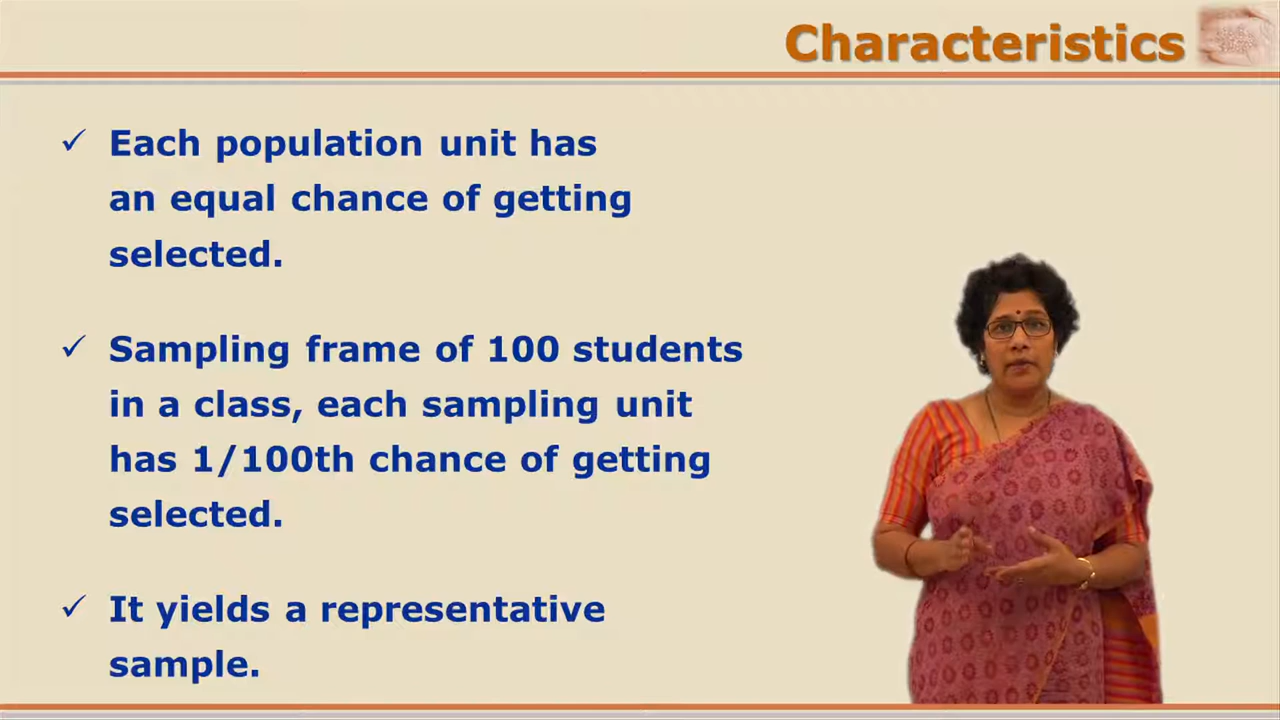 Characteristics
✓ Each population unit has
an equal chance of getting
selected.
✓ Sampling frame of 100 students
in a class, each sampling unit
has 1/100th chance of getting
selected.
✓ It yields a representative
sample.